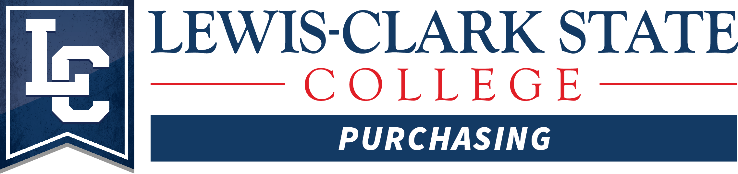 LC
LEWIS-CLARK STATE
COLLEGE
PURCHASING